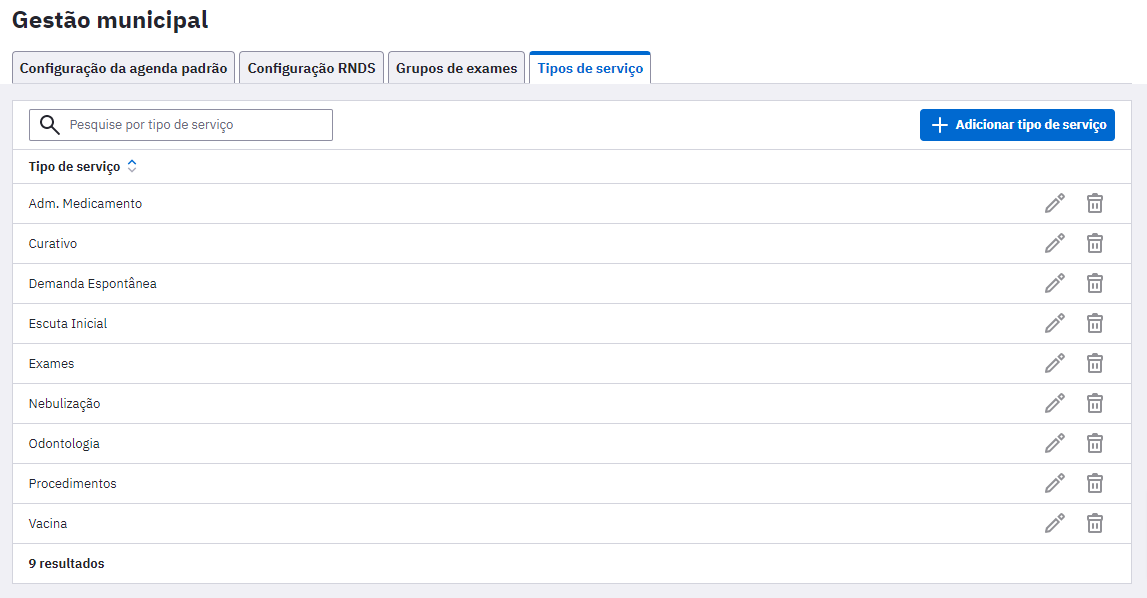 Gestão municipal
Configuração da agenda padrão
Configuração RNDS
Grupos de exames
Tipos de serviço
Pesquise por tipo de serviço
Adicionar tipo de serviço
Tipo de serviço
Adm. Medicamento
Curativo
Demanda Espontânea
Escuta Inicial
Exames
Nebulização
Odontologia
Procedimentos
Vacina
9 resultados